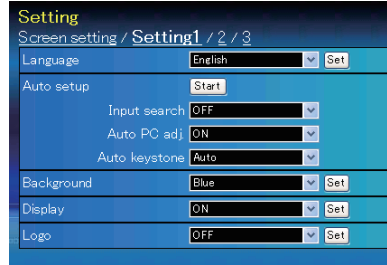 Setting
Screen setting / Setting1 / 2 / 3
Language English Set
Auto setup Start
Input search OFF
Auto PC adj. ON
Auto keystone Auto
Background Blue Set
Display ON Set
Logo OFF Set